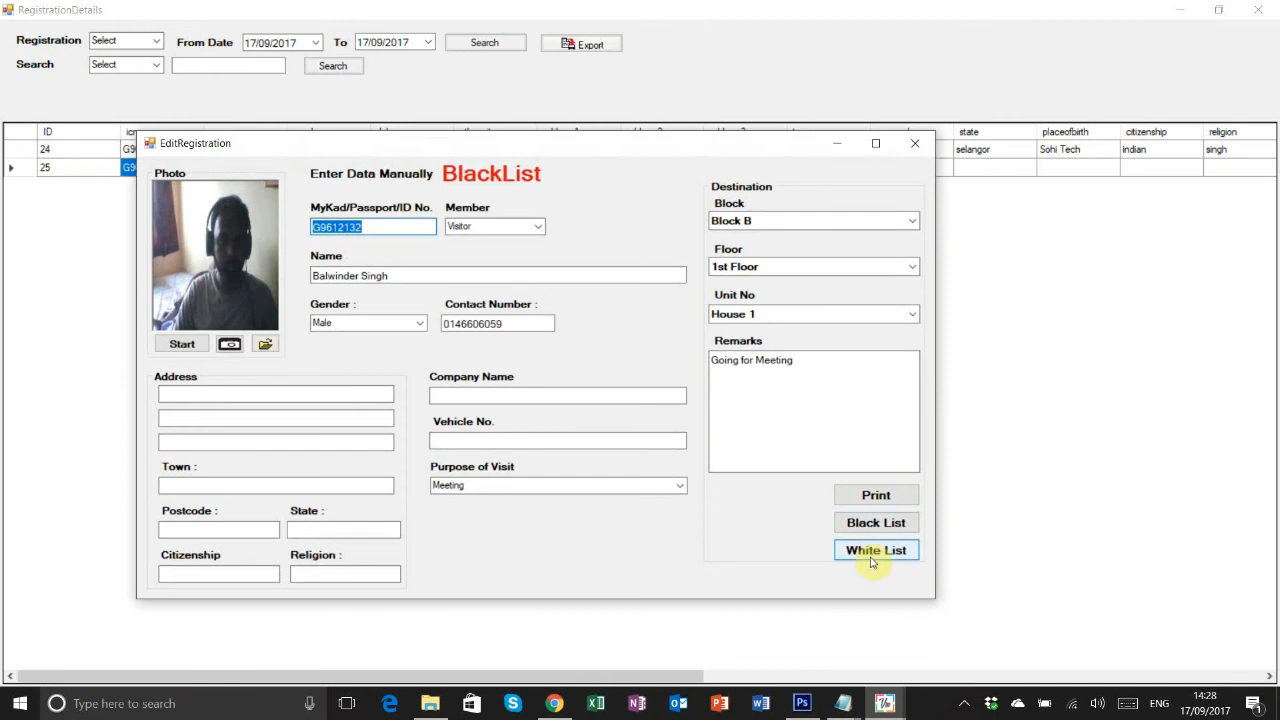 RegistrationDetails
Registration Select From Date 17/09/2017 To 17/09/2017 Search Export
Search Select Search
ID state placeofbirth citizenship religion
24 selangor Sohi Tech indian singh
25
EditRegistration
Photo
Enter Data Manually BlackList
MyKad/Passport/ID No. Member
G9612132 Visitor
Name
Balwinder Singh
Gender : Contact Number :
Male 0146606059
Start
Destination
Block
Block B
Floor
1st Floor
Unit No
House 1
Remarks
Going for Meeting
Address
Company Name
Vehicle No.
Town :
Purpose of Visit
Meeting
Postcode : State :
Citizenship Religion :
Print
Black List
White List
Type here to search
ENG
14:28
17/09/2017